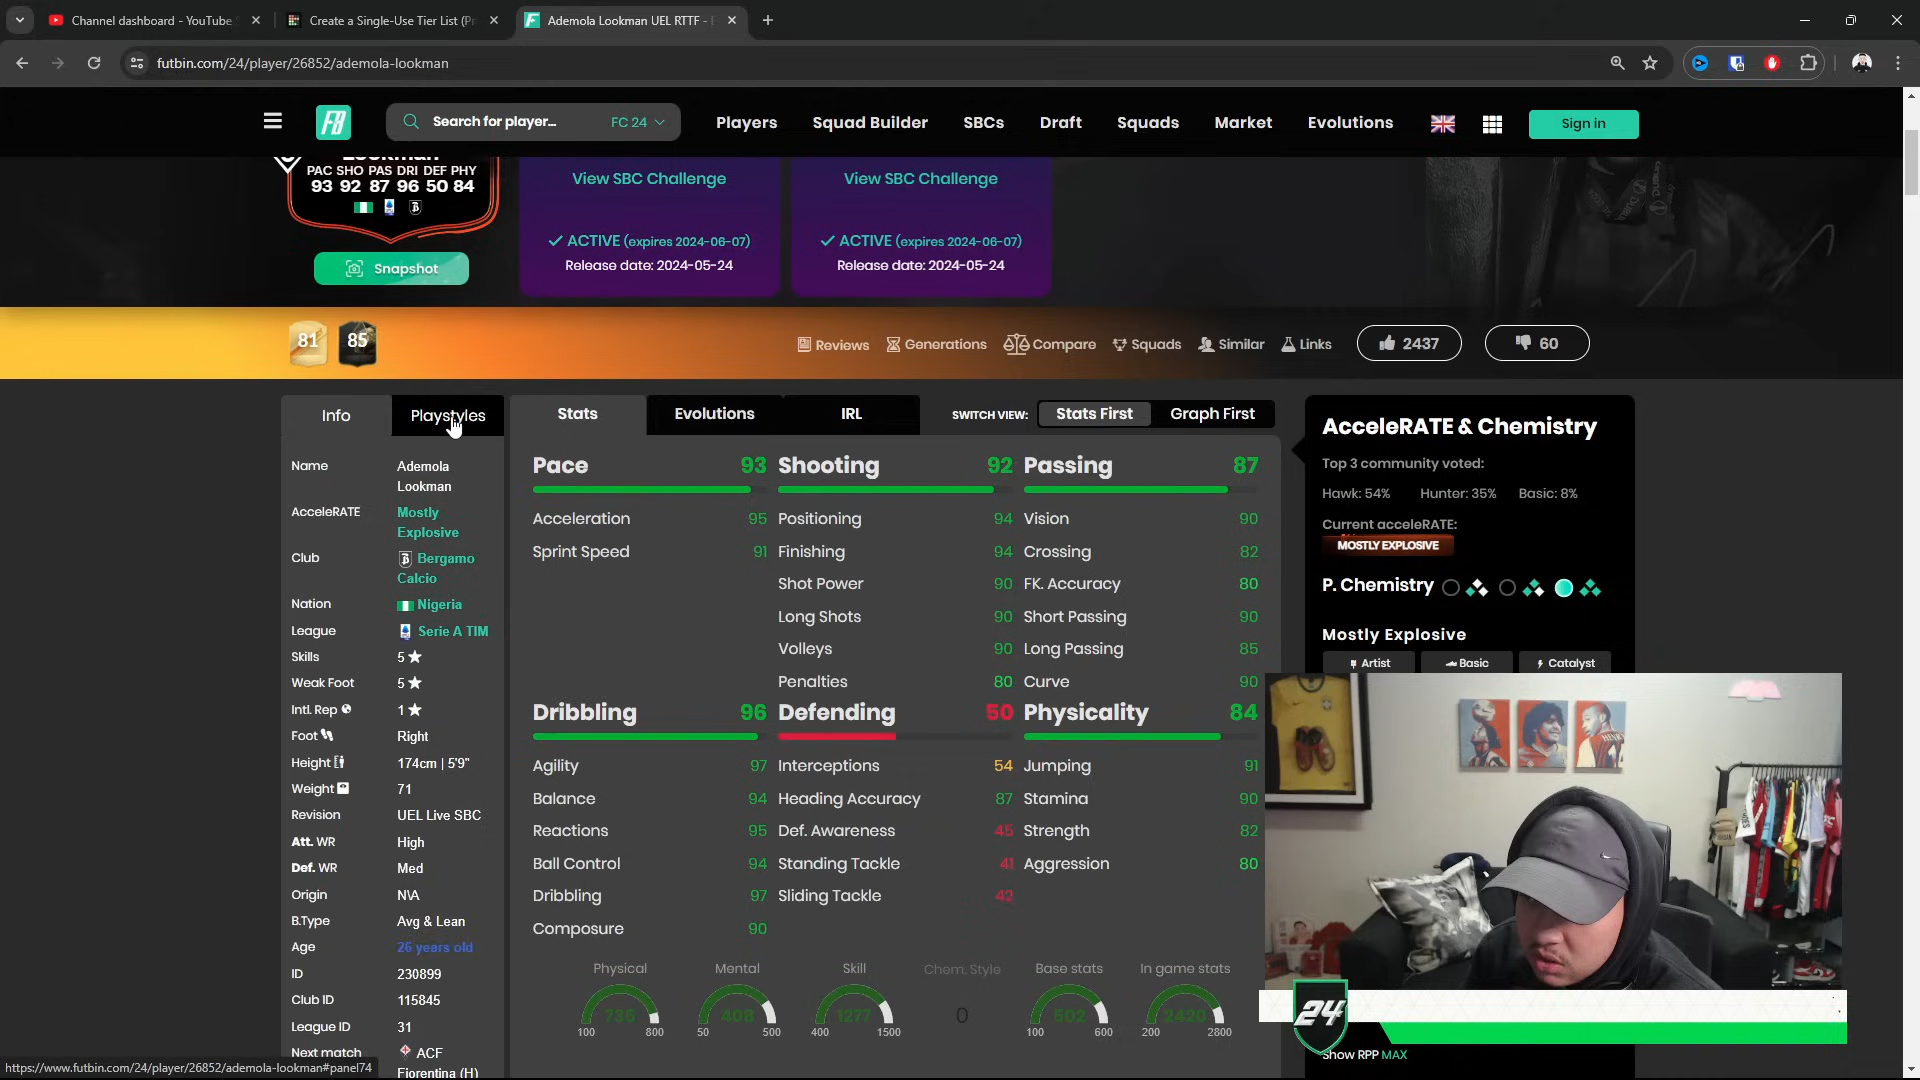 Channel dashboard - YouTube
Create a Single-Use Tier List (Pr
Ademola Lookman UEL RTTF -
futbin.com/24/player/26852/ademola-lookman
Search for player...
FC 24
Players
Squad Builder
SBCs
Draft
Squads
Market
Evolutions
Sign in
Lookman
PAC SHO PAS DRI DEF PHY
93 92 87 96 50 84
Snapshot
View SBC Challenge
ACTIVE (expires 2024-06-07)
Release date: 2024-05-24
View SBC Challenge
ACTIVE (expires 2024-06-07)
Release date: 2024-05-24
81
85
Reviews
Generations
Compare
Squads
Similar
Links
2437
60
Info
Playstyles
Name Ademola
Lookman
AcceleRATE Mostly
Explosive
Club Bergamo
Calcio
Nation Nigeria
League Serie A TIM
Skills 5
Weak Foot 5
Intl. Rep 1
Foot Right
Height 174cm | 5'9"
Weight 71
Revision UEL Live SBC
Att. WR High
Def. WR Med
Origin N\A
B.Type Avg & Lean
Age 26 years old
ID 230899
Club ID 115845
League ID 31
Next match ACF
Fiorentina (H)
Stats
Evolutions
IRL
SWITCH VIEW:
Stats First
Graph First
Pace 93
Acceleration 95
Sprint Speed 91
Shooting 92
Positioning 94
Finishing 94
Shot Power 90
Long Shots 90
Volleys 90
Penalties 80
Passing 87
Vision 90
Crossing 82
FK. Accuracy 80
Short Passing 90
Long Passing 85
Curve 90
Dribbling 96
Agility 97
Balance 94
Reactions 95
Ball Control 94
Dribbling 97
Composure 90
Defending 50
Interceptions 54
Heading Accuracy 87
Def. Awareness 45
Standing Tackle 41
Sliding Tackle 42
Physicality 84
Jumping 91
Stamina 90
Strength 82
Aggression 80
Physical
735
100 800
Mental
408
50 500
Skill
1277
400 1500
Chem. Style
0
Base stats
502
100 600
In game stats
2420
200 2800
AcceleRATE & Chemistry
Top 3 community voted:
Hawk: 54% Hunter: 35% Basic: 8%
Current acceleRATE:
MOSTLY EXPLOSIVE
P. Chemistry
Mostly Explosive
Artist
Basic
Catalyst
HENRY
24
Show RPP MAX
https://www.futbin.com/24/player/26852/ademola-lookman#panel74